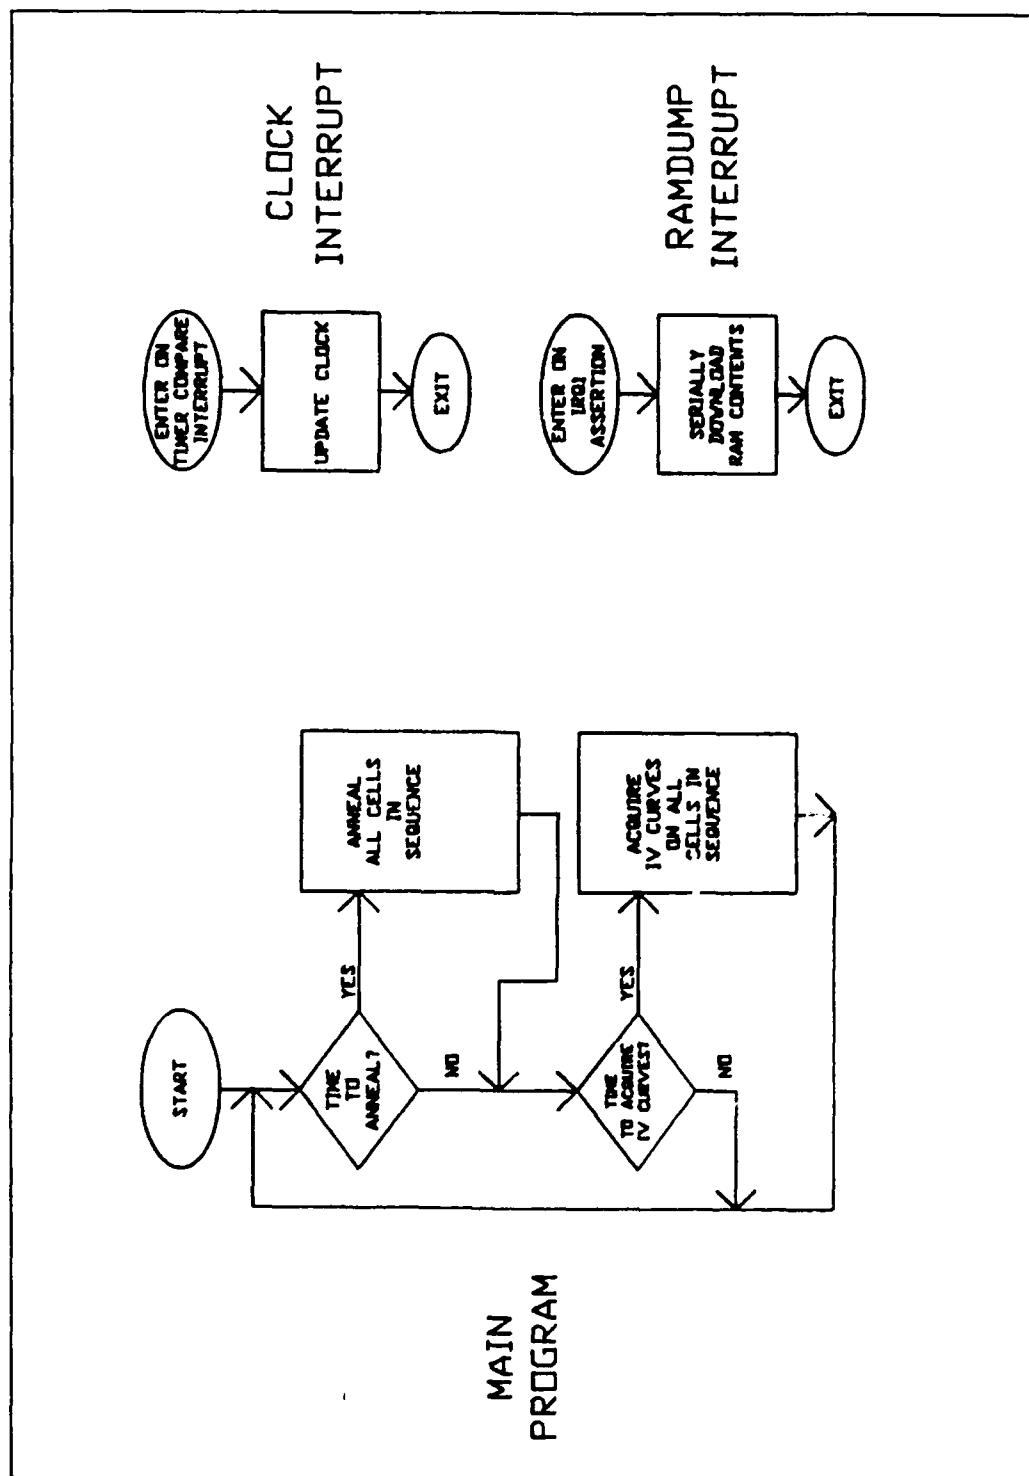 MAIN
PROGRAM
START
TIME
TO
ANNEAL?
YES
NO
ANNEAL
ALL CELLS
IN
SEQUENCE
TIME
TO ACQUIRE
IV CURVES?
YES
NO
ACQUIRE
IV CURVES
ON ALL
CELLS IN
SEQUENCE
ENTER ON
TIMER COMPARE
INTERRUPT
UPDATE CLOCK
EXIT
CLOCK
INTERRUPT
ENTER ON
IRQ1
ASSERTION
SERIALLY
DOWNLOAD
RAM CONTENTS
EXIT
RAMDUMP
INTERRUPT